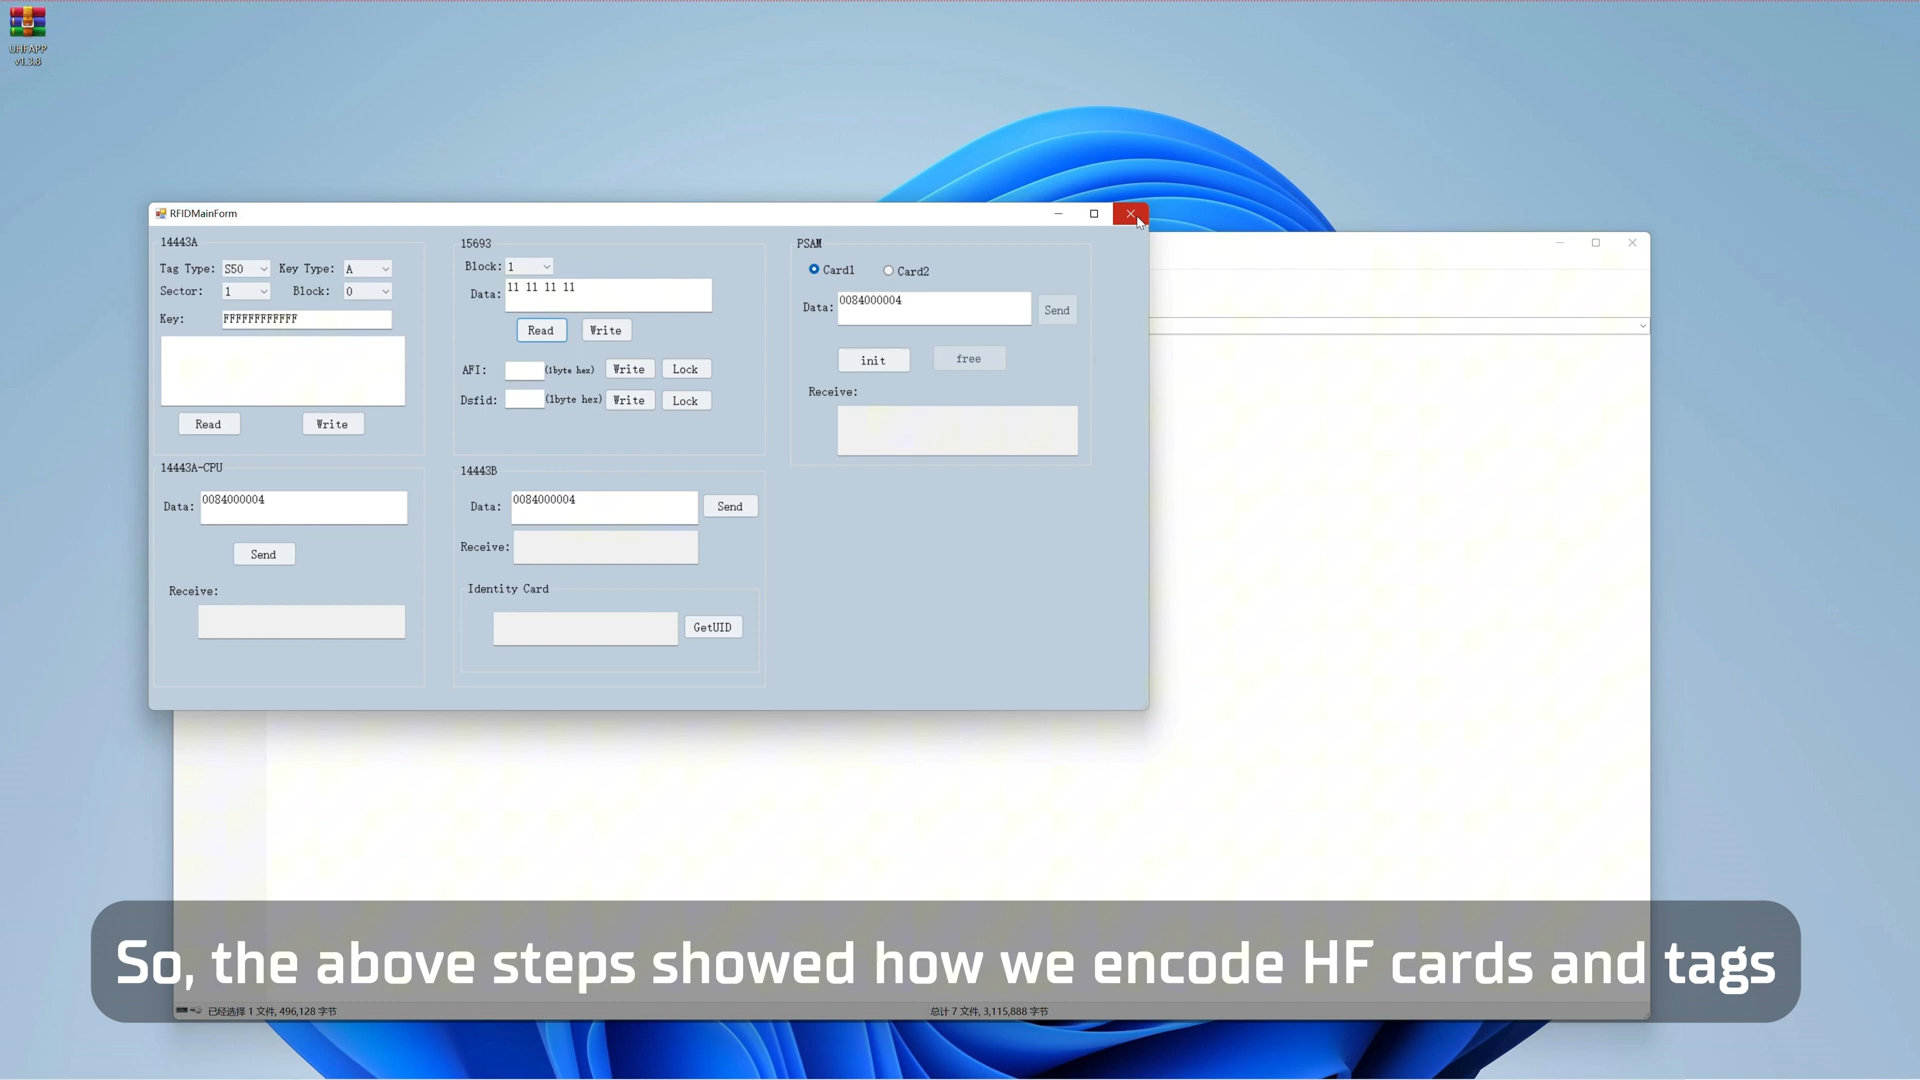 UHFAPP
v1.3.8
RFIDMainForm
14443A
Tag Type: S50 Key Type: A
Sector: 1 Block: 0
Key: FFFFFFFFFFFF
Read Write
15693
Block: 1
Data: 11 11 11 11
Read Write
AFI: (1byte hex) Write Lock
Dsfid: (1byte hex) Write Lock
PSAM
Card1 Card2
Data: 0084000004 Send
init free
Receive:
14443A-CPU
Data: 0084000004
Send
Receive:
14443B
Data: 0084000004 Send
Receive:
Identity Card
GetUID
So, the above steps showed how we encode HF cards and tags
已经选择 1 文件, 496,128 字节
总计 7 文件, 3,115,888 字节